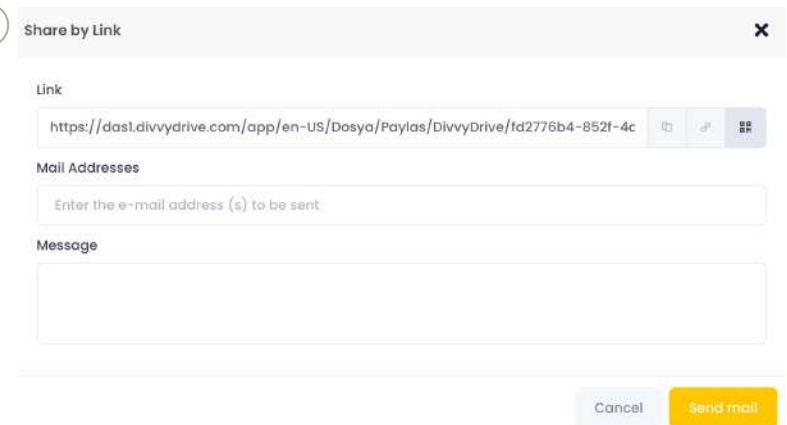 Share by Link
Link
https://das1.divvydrive.com/app/en-US/Dosya/Paylas/DivvyDrive/fd2776b4-852f-4c
Mail Addresses
Enter the e-mail address (s) to be sent
Message
Cancel
Send mail